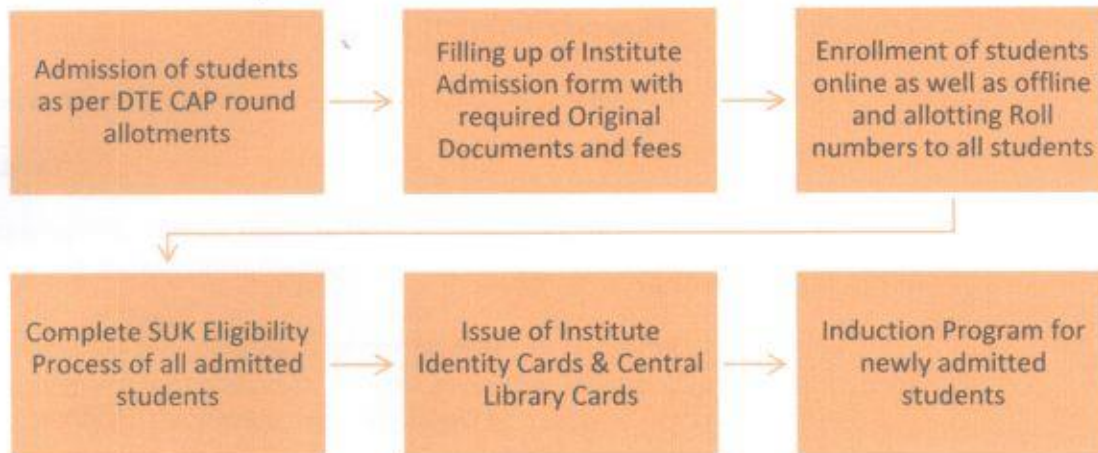 Admission of students
as per DTE CAP round
allotments
Filling up of Institute
Admission form with
required Original
Documents and fees
Enrollment of students
online as well as offline
and allotting Roll
numbers to all students
Complete SUK Eligibility
Process of all admitted
students
Issue of Institute
Identity Cards & Central
Library Cards
Induction Program for
newly admitted
students